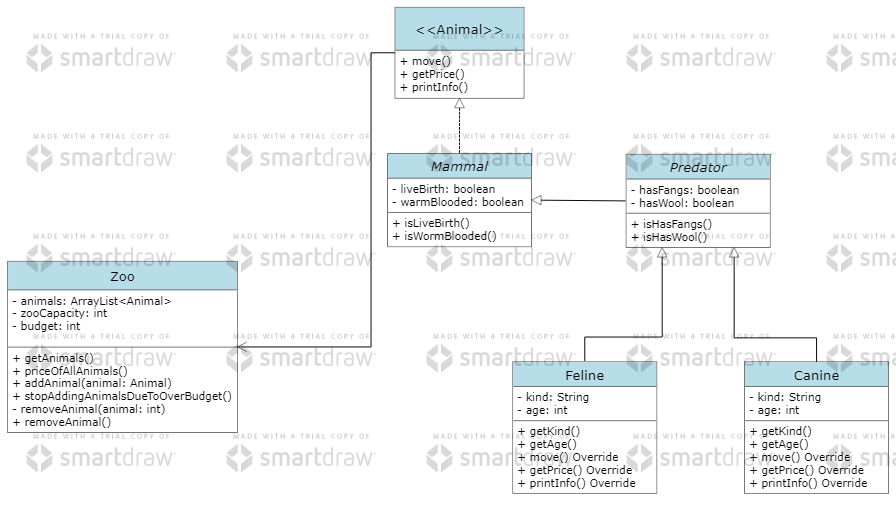 <<Animal>>
+ move()
+ getPrice()
+ printInfo()
Mammal
- liveBirth: boolean
- warmBlooded: boolean
+ isLiveBirth()
+ isWormBlooded()
Predator
- hasFangs: boolean
- hasWool: boolean
+ isHasFangs()
+ isHasWool()
Zoo
- animals: ArrayList<Animal>
- zooCapacity: int
- budget: int
+ getAnimals()
+ priceOfAllAnimals()
+ addAnimal(animal: Animal)
+ stopAddingAnimalsDueToOverBudget()
- removeAnimal(animal: int)
+ removeAnimal()
Feline
- kind: String
- age: int
+ getKind()
+ getAge()
+ move() Override
+ getPrice() Override
+ printInfo() Override
Canine
- kind: String
- age: int
+ getKind()
+ getAge()
+ move() Override
+ getPrice() Override
+ printInfo() Override
MADE WITH A TRIAL COPY OF
smartdraw